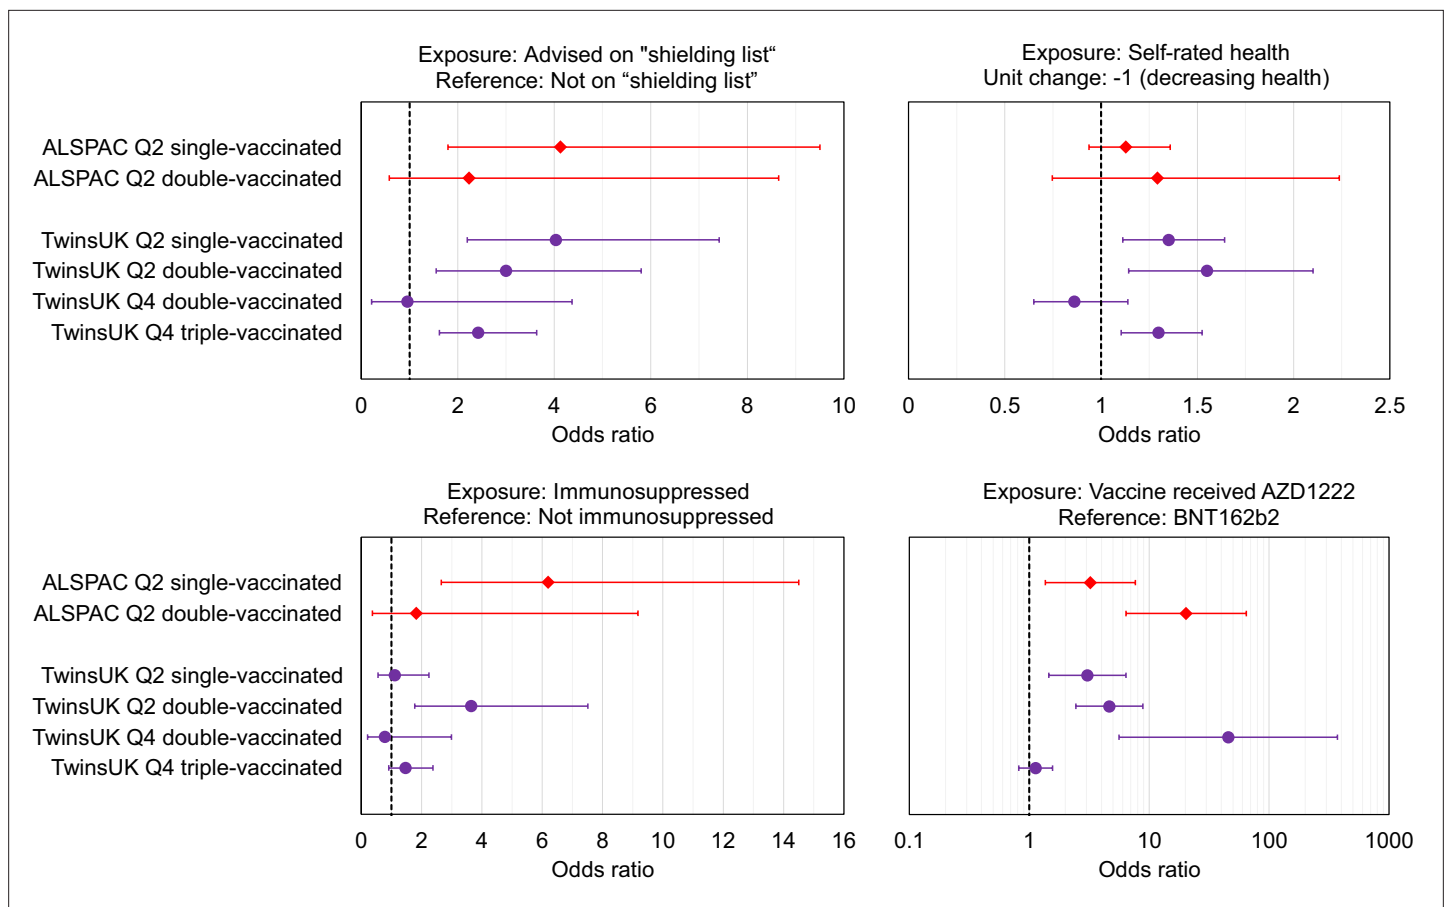 Exposure: Advised on "shielding list“
Reference: Not on “shielding list”
ALSPAC Q2 single-vaccinated
ALSPAC Q2 double-vaccinated
TwinsUK Q2 single-vaccinated
TwinsUK Q2 double-vaccinated
TwinsUK Q4 double-vaccinated
TwinsUK Q4 triple-vaccinated
0 2 4 6 8 10
Odds ratio
Exposure: Self-rated health
Unit change: -1 (decreasing health)
0 0.5 1 1.5 2 2.5
Odds ratio
Exposure: Immunosuppressed
Reference: Not immunosuppressed
ALSPAC Q2 single-vaccinated
ALSPAC Q2 double-vaccinated
TwinsUK Q2 single-vaccinated
TwinsUK Q2 double-vaccinated
TwinsUK Q4 double-vaccinated
TwinsUK Q4 triple-vaccinated
0 2 4 6 8 10 12 14 16
Odds ratio
Exposure: Vaccine received AZD1222
Reference: BNT162b2
0.1 1 10 100 1000
Odds ratio